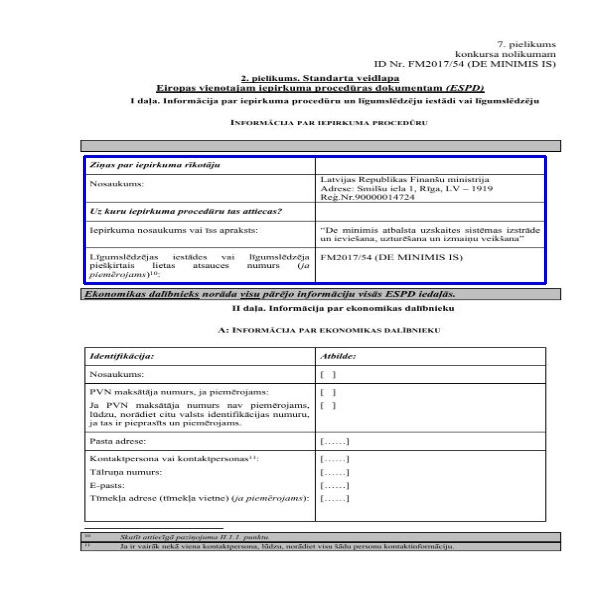 7. pielikums
konkursa nolikumam
ID Nr. FM2017/54 (DE MINIMIS IS)
2. pielikums. Standarta veidlapa
Eiropas vienotajam iepirkuma procedūras dokumentam (ESPD)
I daļa. Informācija par iepirkuma procedūru un līgumslēdzēju iestādi vai līgumslēdzēju
INFORMĀCIJA PAR IEPIRKUMA PROCEDŪRU
Ziņas par iepirkuma rīkotāju
Nosaukums:
Latvijas Republikas Finanšu ministrija
Adrese: Smilšu iela 1, Rīga, LV – 1919
Reģ.Nr.90000014724
Uz kuru iepirkuma procedūru tas attiecas?
Iepirkuma nosaukums vai īss apraksts:
"De minimis atbalsta uzskaites sistēmas izstrāde
un ieviešana, uzturēšana un izmaiņu veikšana"
Līgumslēdzējas iestādes vai līgumslēdzēja
piešķirtais lietas atsauces numurs (ja
piemērojams)¹⁰:
FM2017/54 (DE MINIMIS IS)
Ekonomikas dalībnieks norāda visu pārējo informāciju visās ESPD iedaļās.
II daļa. Informācija par ekonomikas dalībnieku
A: INFORMĀCIJA PAR EKONOMIKAS DALĪBNIEKU
Identifikācija: Atbilde:
Nosaukums: [ ]
PVN maksātāja numurs, ja piemērojams: [ ]
Ja PVN maksātāja numurs nav piemērojams, [ ]
lūdzu, norādiet citu valsts identifikācijas numuru,
ja tas ir pieprasīts un piemērojams.
Pasta adrese: [……]
Kontaktpersona vai kontaktpersonas¹¹: [……]
Tālruņa numurs: [……]
E-pasts: [……]
Tīmekļa adrese (tīmekļa vietne) (ja piemērojams): [……]
¹⁰ Skatīt attiecīgā paziņojuma II.1.1. punktu.
¹¹ Ja ir vairāk nekā viena kontaktpersona, lūdzu, norādiet visu šādu personu kontaktinformāciju.